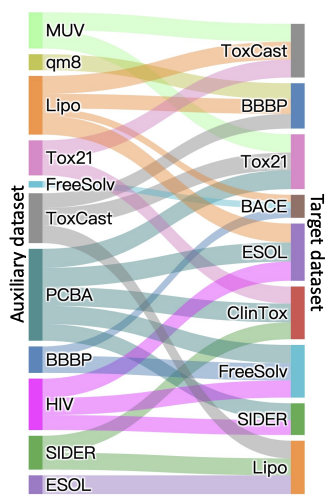 Auxiliary dataset
MUV
qm8
Lipo
Tox21
FreeSolv
ToxCast
PCBA
BBBP
HIV
SIDER
ESOL
ToxCast
BBBP
Tox21
BACE
ESOL
ClinTox
FreeSolv
SIDER
Lipo
Target dataset